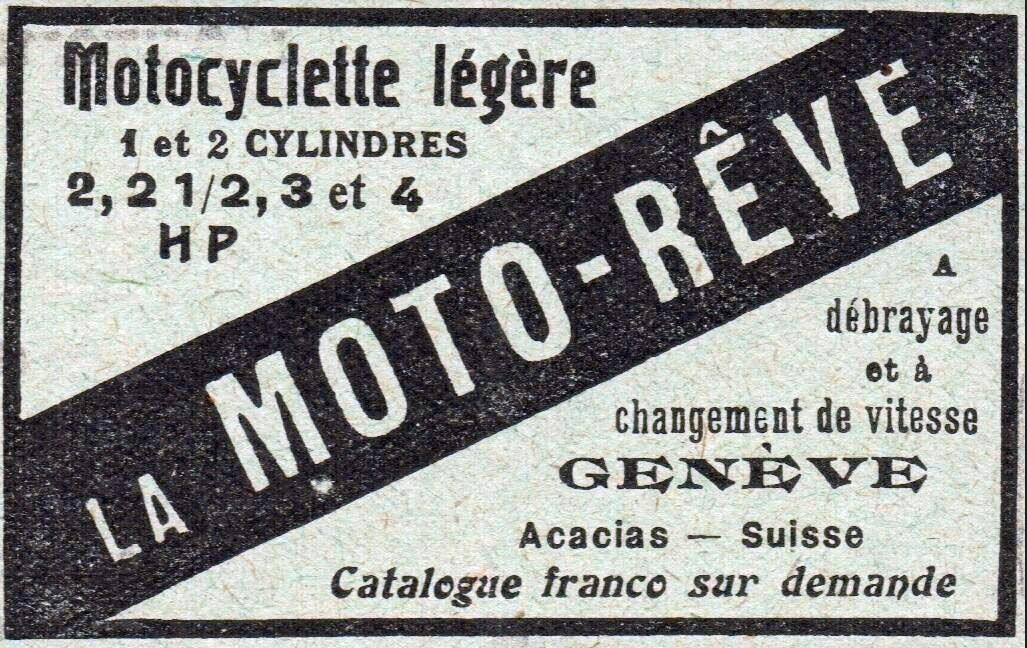 Motocyclette légère
1 et 2 CYLINDRES
2, 2 1/2, 3 et 4
HP
LA MOTO-RÊVE
A
débrayage
et à
changement de vitesse
GENÈVE
Acacias — Suisse
Catalogue franco sur demande